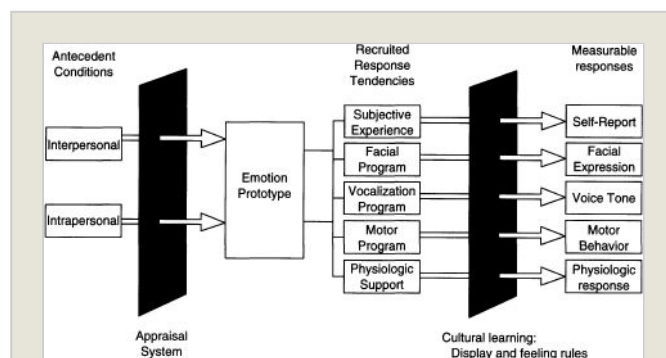 Antecedent
Conditions
Recruited
Response
Tendencies
Measurable
responses
Interpersonal
Intrapersonal
Emotion
Prototype
Subjective
Experience
Facial
Program
Vocalization
Program
Motor
Program
Physiologic
Support
Self-Report
Facial
Expression
Voice Tone
Motor
Behavior
Physiologic
response
Appraisal
System
Cultural learning:
Display and feeling rules